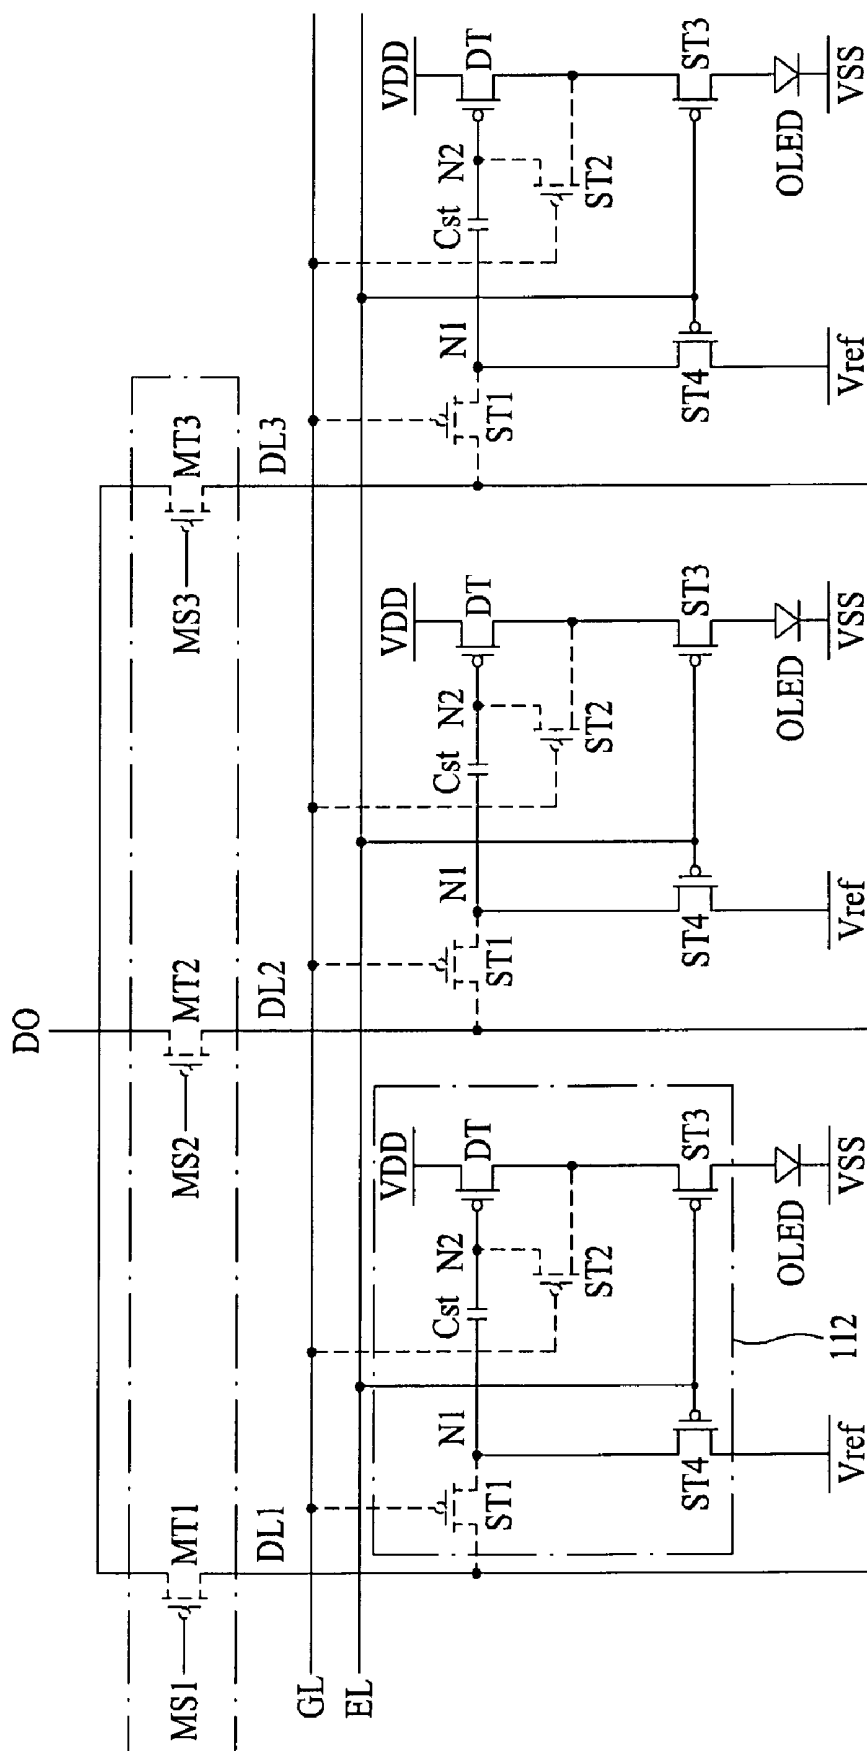 DO
MS1
MT1
MS2
MT2
MS3
MT3
DL1
DL2
DL3
GL
EL
VDD
DT
N2
Cst
N1
ST1
ST2
ST3
ST4
OLED
Vref
VSS
112
VDD
DT
N2
Cst
N1
ST1
ST2
ST3
ST4
OLED
Vref
VSS
VDD
DT
N2
Cst
N1
ST1
ST2
ST3
ST4
OLED
Vref
VSS